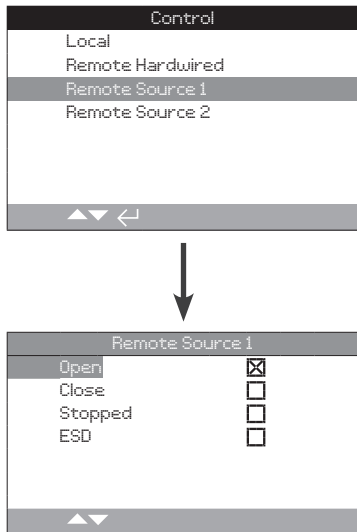 Control
Local
Remote Hardwired
Remote Source 1
Remote Source 2
Remote Source 1
Open
Close
Stopped
ESD